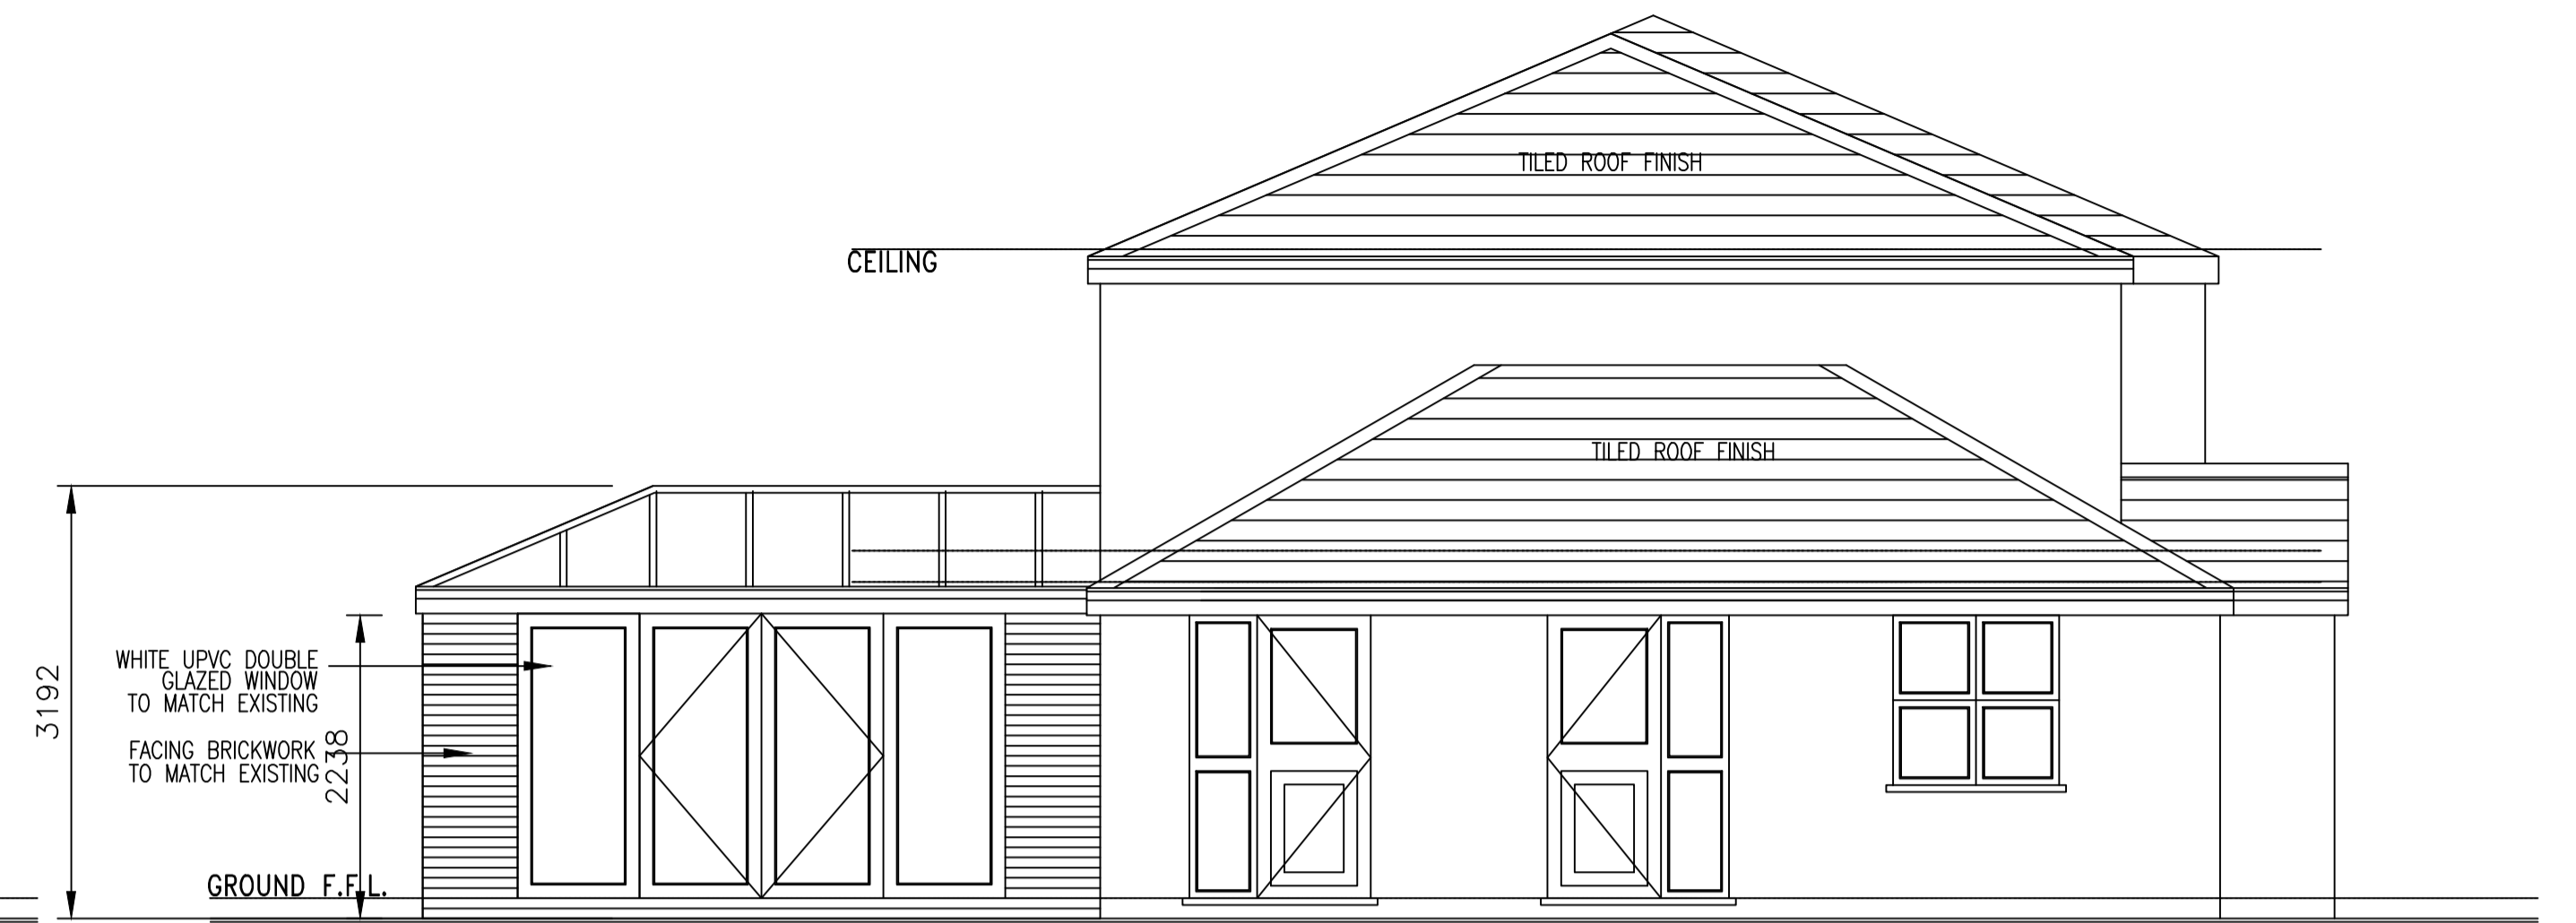 TILED ROOF FINISH
CEILING
TILED ROOF FINISH
3192
WHITE UPVC DOUBLE
GLAZED WINDOW
TO MATCH EXISTING
FACING BRICKWORK
TO MATCH EXISTING
2238
GROUND F.F.L.